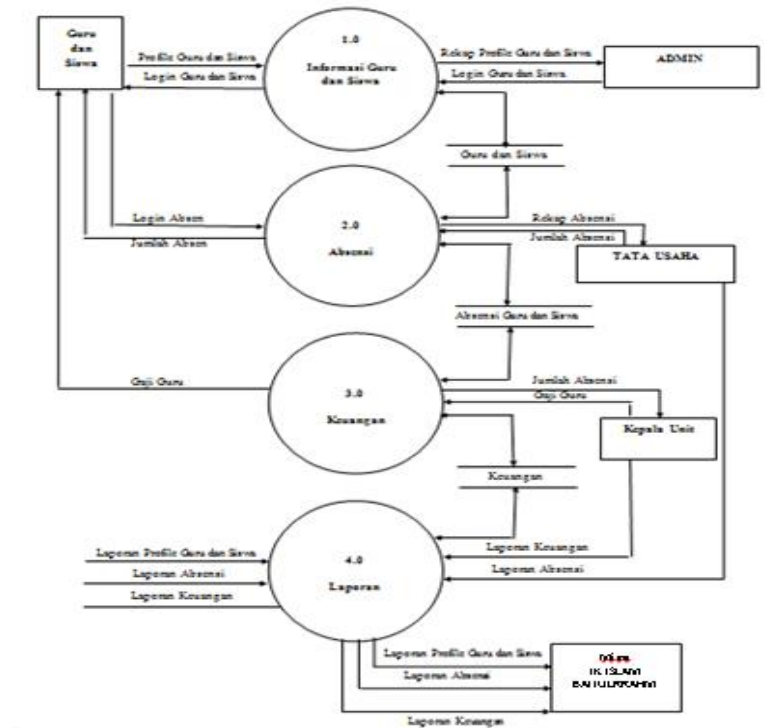 Guru
dan
Siswa
Profile Guru dan Siswa
Login Guru dan Siswa
1.0
Informasi Guru
dan Siswa
Rekap Profile Guru dan Siswa
Login Guru dan Siswa
ADMIN
Guru dan Siswa
Login Absen
Jumlah Absen
2.0
Absensi
Rekap Absensi
Jumlah Absensi
TATA USAHA
Absensi Guru dan Siswa
Gaji Guru
3.0
Keuangan
Jumlah Absensi
Gaji Guru
Kepala Unit
Keuangan
Laporan Profile Guru dan Siswa
Laporan Absensi
Laporan Keuangan
4.0
Laporan
Laporan Keuangan
Laporan Absensi
Laporan Profile Guru dan Siswa
Laporan Absensi
Laporan Keuangan
ISLAM